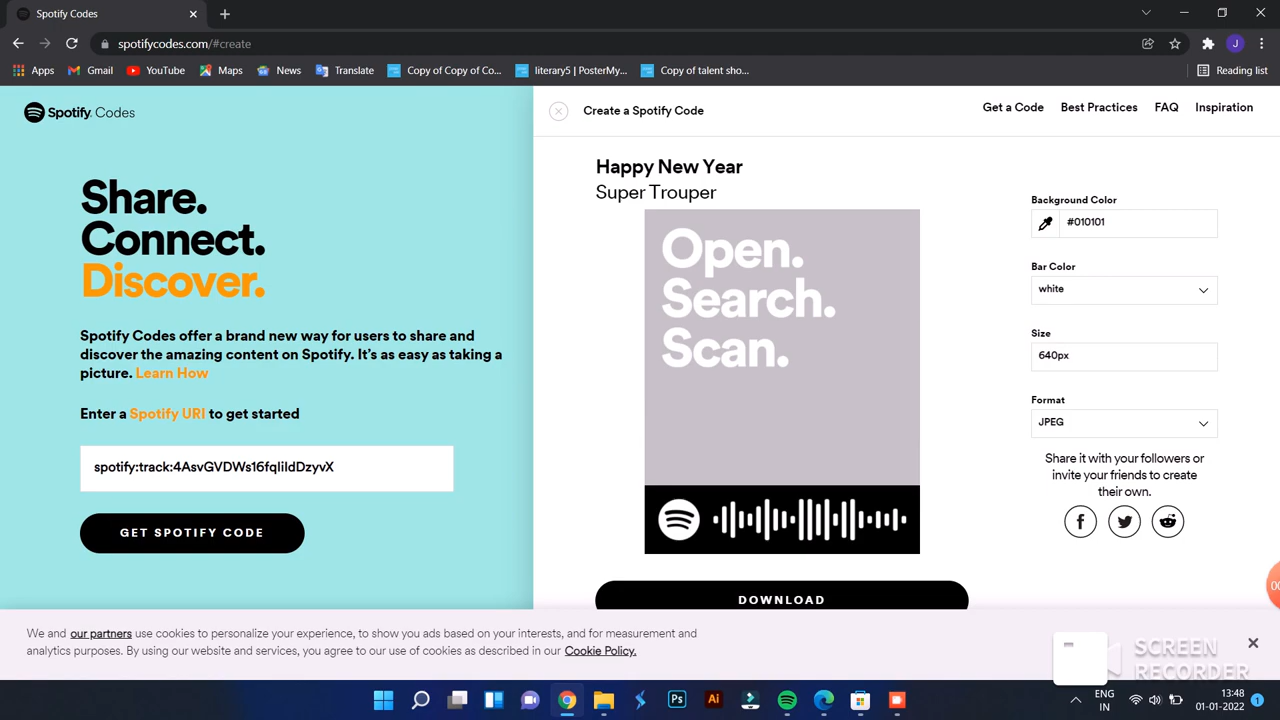 Spotify Codes
spotifycodes.com/#create
J
Apps
Gmail
YouTube
Maps
News
Translate
Copy of Copy of Co...
literary5 | PosterMy...
Copy of talent sho...
Reading list
Spotify Codes
Create a Spotify Code
Get a Code
Best Practices
FAQ
Inspiration
Share.
Connect.
Discover.
Spotify Codes offer a brand new way for users to share and
discover the amazing content on Spotify. It's as easy as taking a
picture. Learn How
Enter a Spotify URI to get started
spotify:track:4AsvGVDWs16fqlildDzyvX
GET SPOTIFY CODE
Happy New Year
Super Trouper
Open.
Search.
Scan.
DOWNLOAD
Background Color
#010101
Bar Color
white
Size
640px
Format
JPEG
Share it with your followers or
invite your friends to create
their own.
00
We and our partners use cookies to personalize your experience, to show you ads based on your interests, and for measurement and
analytics purposes. By using our website and services, you agree to our use of cookies described in our Cookie Policy.
SCREEN
RECORDER
Ps
Ai
ENG
IN
13:48
01-01-2022
1